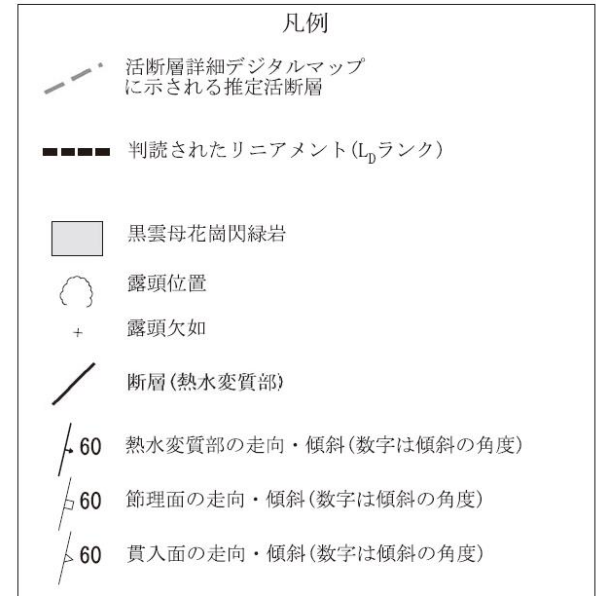 凡例
活断層詳細デジタルマップ
に示される推定活断層
判読されたリニアメント(LDランク)
黒雲母花崗閃緑岩
露頭位置
露頭欠如
断層(熱水変質部)
60 熱水変質部の走向・傾斜(数字は傾斜の角度)
60 節理面の走向・傾斜(数字は傾斜の角度)
60 貫入面の走向・傾斜(数字は傾斜の角度)